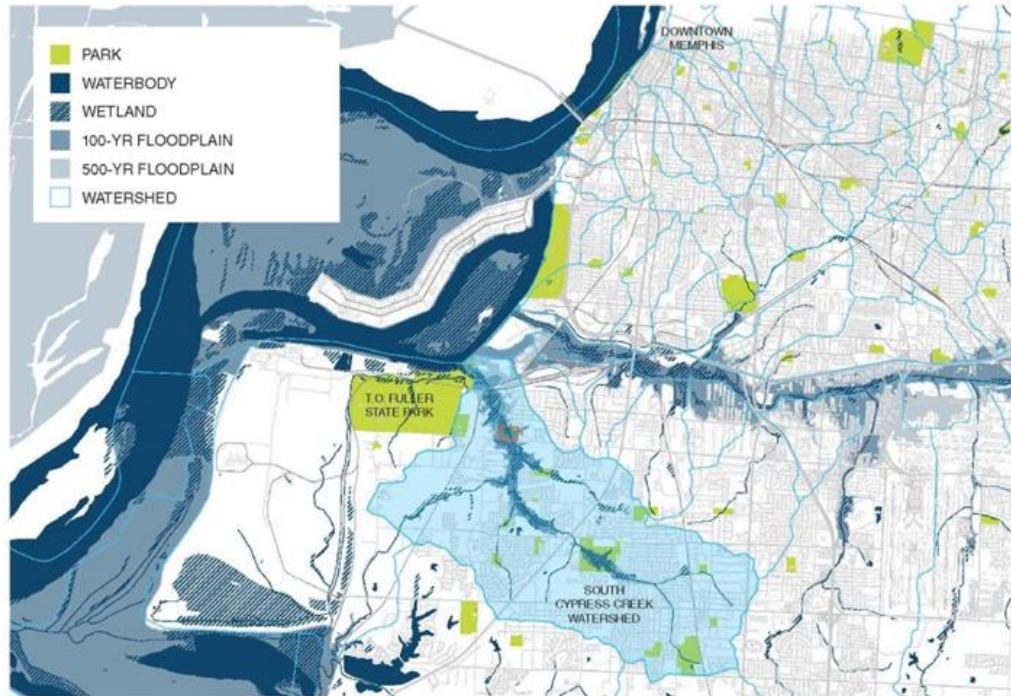 PARK
WATERBODY
WETLAND
100-YR FLOODPLAIN
500-YR FLOODPLAIN
WATERSHED
DOWNTOWN
MEMPHIS
T.O. FULLER
STATE PARK
SOUTH
CYPRESS CREEK
WATERSHED